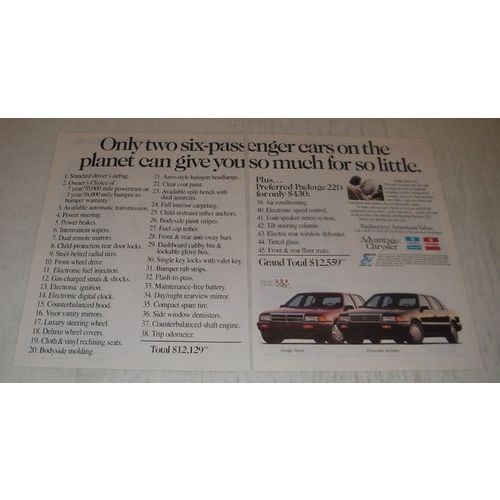 Only two six-passenger cars on the
planet can give you so much for so little.
1. Standard driver's airbag.
2. Owner's Choice of
7 year/70,000 mile powertrain or
3 year/36,000 mile bumper-to-
bumper warranty.
3. Available automatic transmission.
4. Power steering.
5. Power brakes.
6. Intermittent wipers.
7. Dual remote mirrors.
8. Child-protection rear door locks.
9. Steel-belted radial tires.
10. Front-wheel drive.
11. Electronic fuel injection.
12. Gas-charged struts & shocks.
13. Electronic ignition.
14. Electronic digital clock.
15. Counterbalanced hood.
16. Visor vanity mirrors.
17. Luxury steering wheel.
18. Deluxe wheel covers.
19. Cloth & vinyl reclining seats.
20. Bodyside molding.
21. Aero-style halogen headlamps.
22. Clear coat paint.
23. Available split bench with
dual armrests.
24. Full interior carpeting.
25. Child-restraint tether anchors.
26. Bodyside paint stripes.
27. Fuel cap tether.
28. Front & rear anti-sway bars.
29. Dashboard cubby bin &
lockable glove box.
30. Single key locks with valet key.
31. Bumper rub strips.
32. Flash-to-pass.
33. Maintenance-free battery.
34. Day/night rearview mirror.
35. Compact spare tire.
36. Side window demisters.
37. Counterbalanced-shaft engine.
38. Trip odometer.
Total $12,129
Plus...
Preferred Package 22D
for only $430:
39. Air conditioning.
40. Electronic speed control.
41. Four-speaker stereo system.
42. Tilt steering column.
43. Electric rear window defroster.
44. Tinted glass.
45. Front & rear floor mats.
Grand Total $12,559
Rediscover American Value.
Advantage:
Chrysler
Dodge Spirit
Plymouth Acclaim